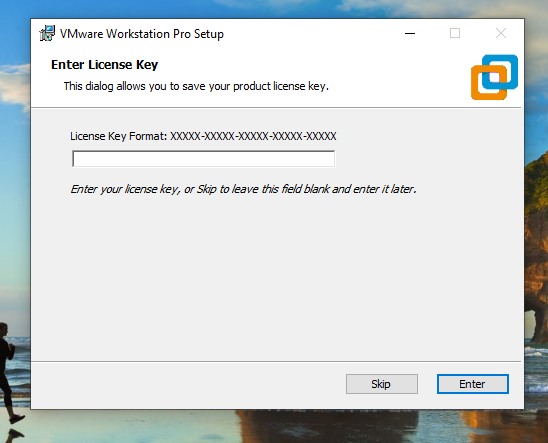 VMware Workstation Pro Setup
Enter License Key
This dialog allows you to save your product license key.
License Key Format: XXXXX-XXXXX-XXXXX-XXXXX-XXXXX
Enter your license key, or Skip to leave this field blank and enter it later.
Skip
Enter